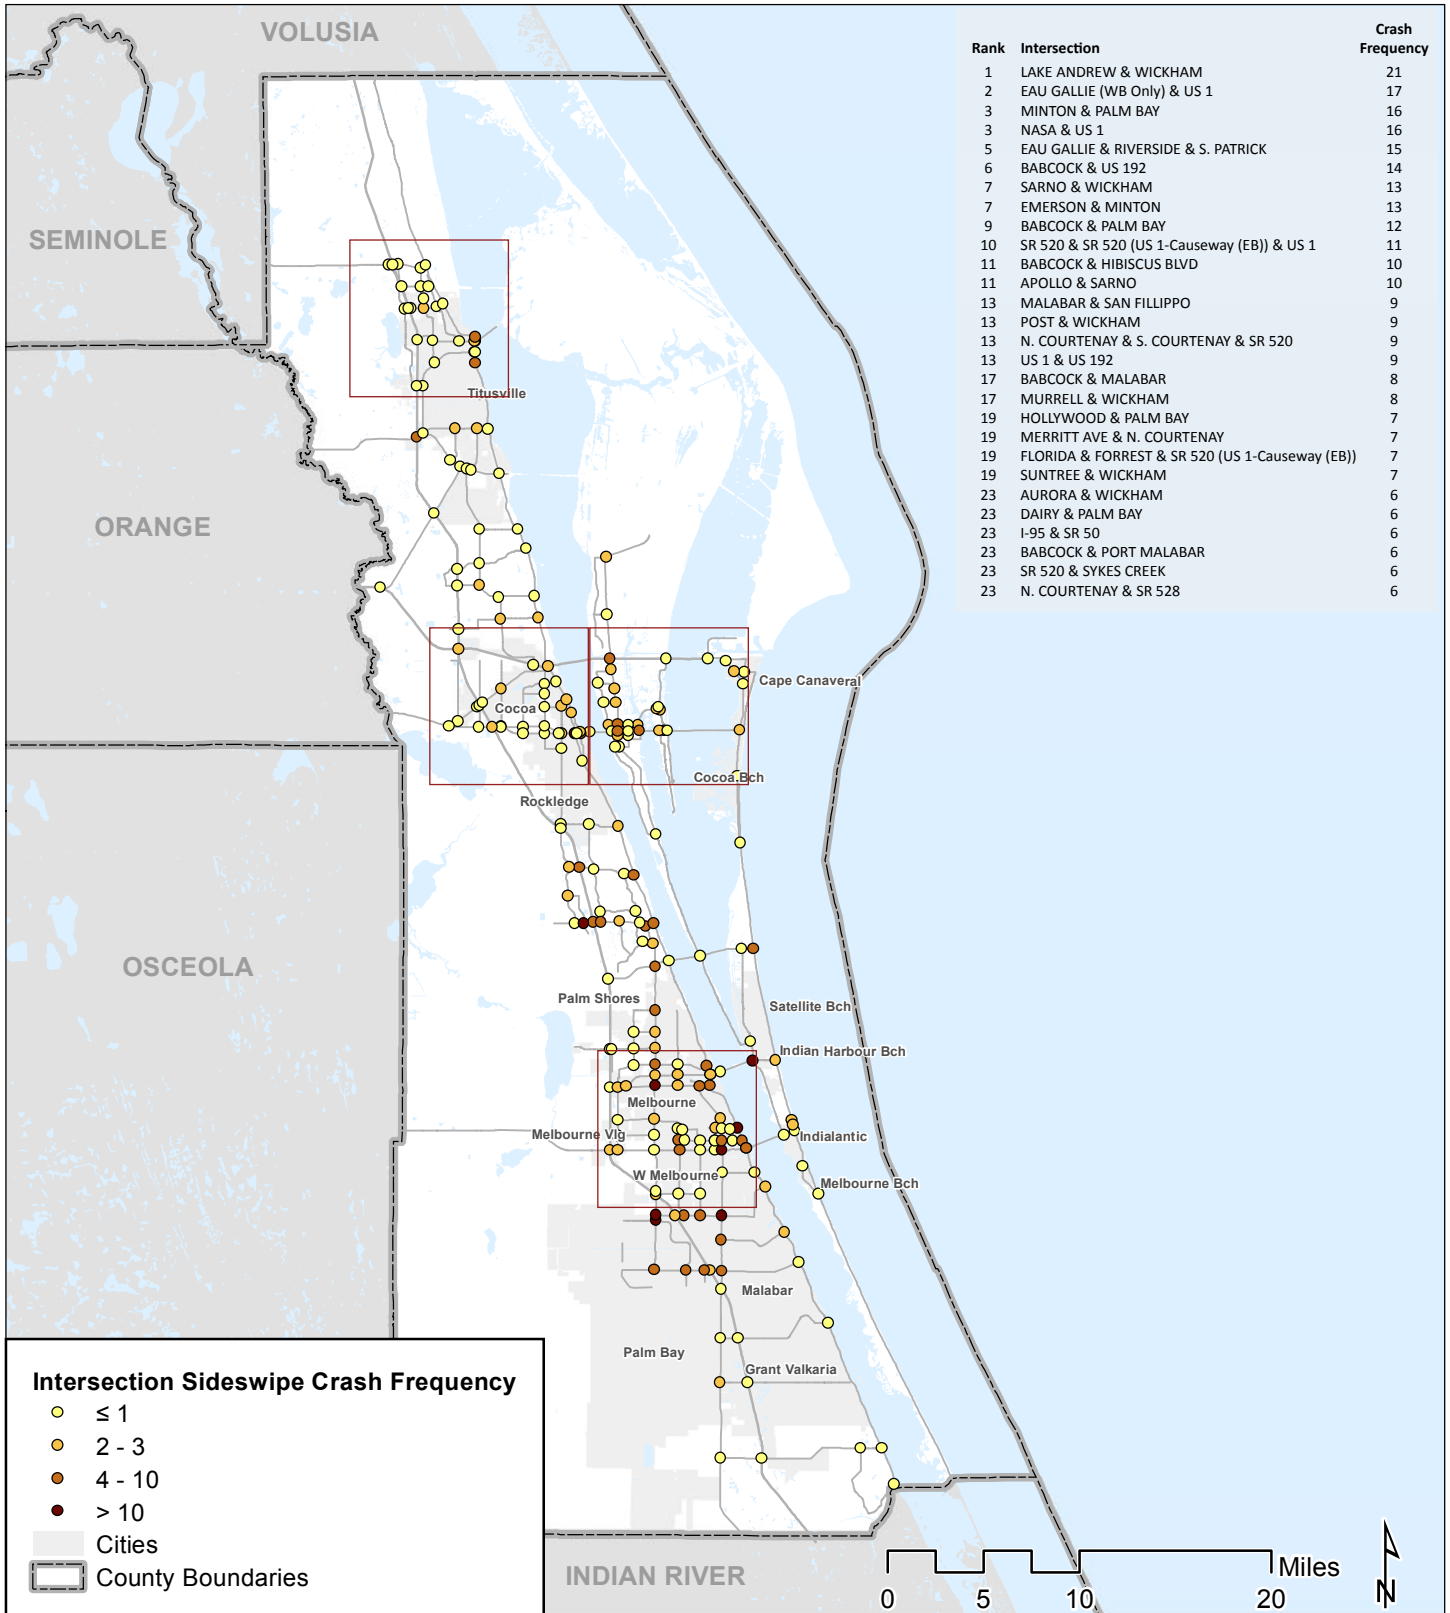 VOLUSIA
SEMINOLE
ORANGE
OSCEOLA
INDIAN RIVER
Crash
Rank Intersection Frequency
1 LAKE ANDREW & WICKHAM 21
2 EAU GALLIE (WB Only) & US 1 17
3 MINTON & PALM BAY 16
3 NASA & US 1 16
5 EAU GALLIE & RIVERSIDE & S. PATRICK 15
6 BABCOCK & US 192 14
7 SARNO & WICKHAM 13
7 EMERSON & MINTON 13
9 BABCOCK & PALM BAY 12
10 SR 520 & SR 520 (US 1-Causeway (EB)) & US 1 11
11 BABCOCK & HIBISCUS BLVD 10
11 APOLLO & SARNO 10
13 MALABAR & SAN FILLIPPO 9
13 POST & WICKHAM 9
13 N. COURTENAY & S. COURTENAY & SR 520 9
13 US 1 & US 192 9
17 BABCOCK & MALABAR 8
17 MURRELL & WICKHAM 8
19 HOLLYWOOD & PALM BAY 7
19 MERRITT AVE & N. COURTENAY 7
19 FLORIDA & FORREST & SR 520 (US 1-Causeway (EB)) 7
19 SUNTREE & WICKHAM 7
23 AURORA & WICKHAM 6
23 DAIRY & PALM BAY 6
23 I-95 & SR 50 6
23 BABCOCK & PORT MALABAR 6
23 SR 520 & SYKES CREEK 6
23 N. COURTENAY & SR 528 6
Titusville
Cape Canaveral
Cocoa
Cocoa Bch
Rockledge
Palm Shores
Satellite Bch
Indian Harbour Bch
Melbourne
Melbourne Vlg
Indialantic
W Melbourne
Melbourne Bch
Malabar
Palm Bay
Grant Valkaria
Intersection Sideswipe Crash Frequency
≤ 1
2 - 3
4 - 10
> 10
Cities
County Boundaries
Miles
0 5 10 20
N